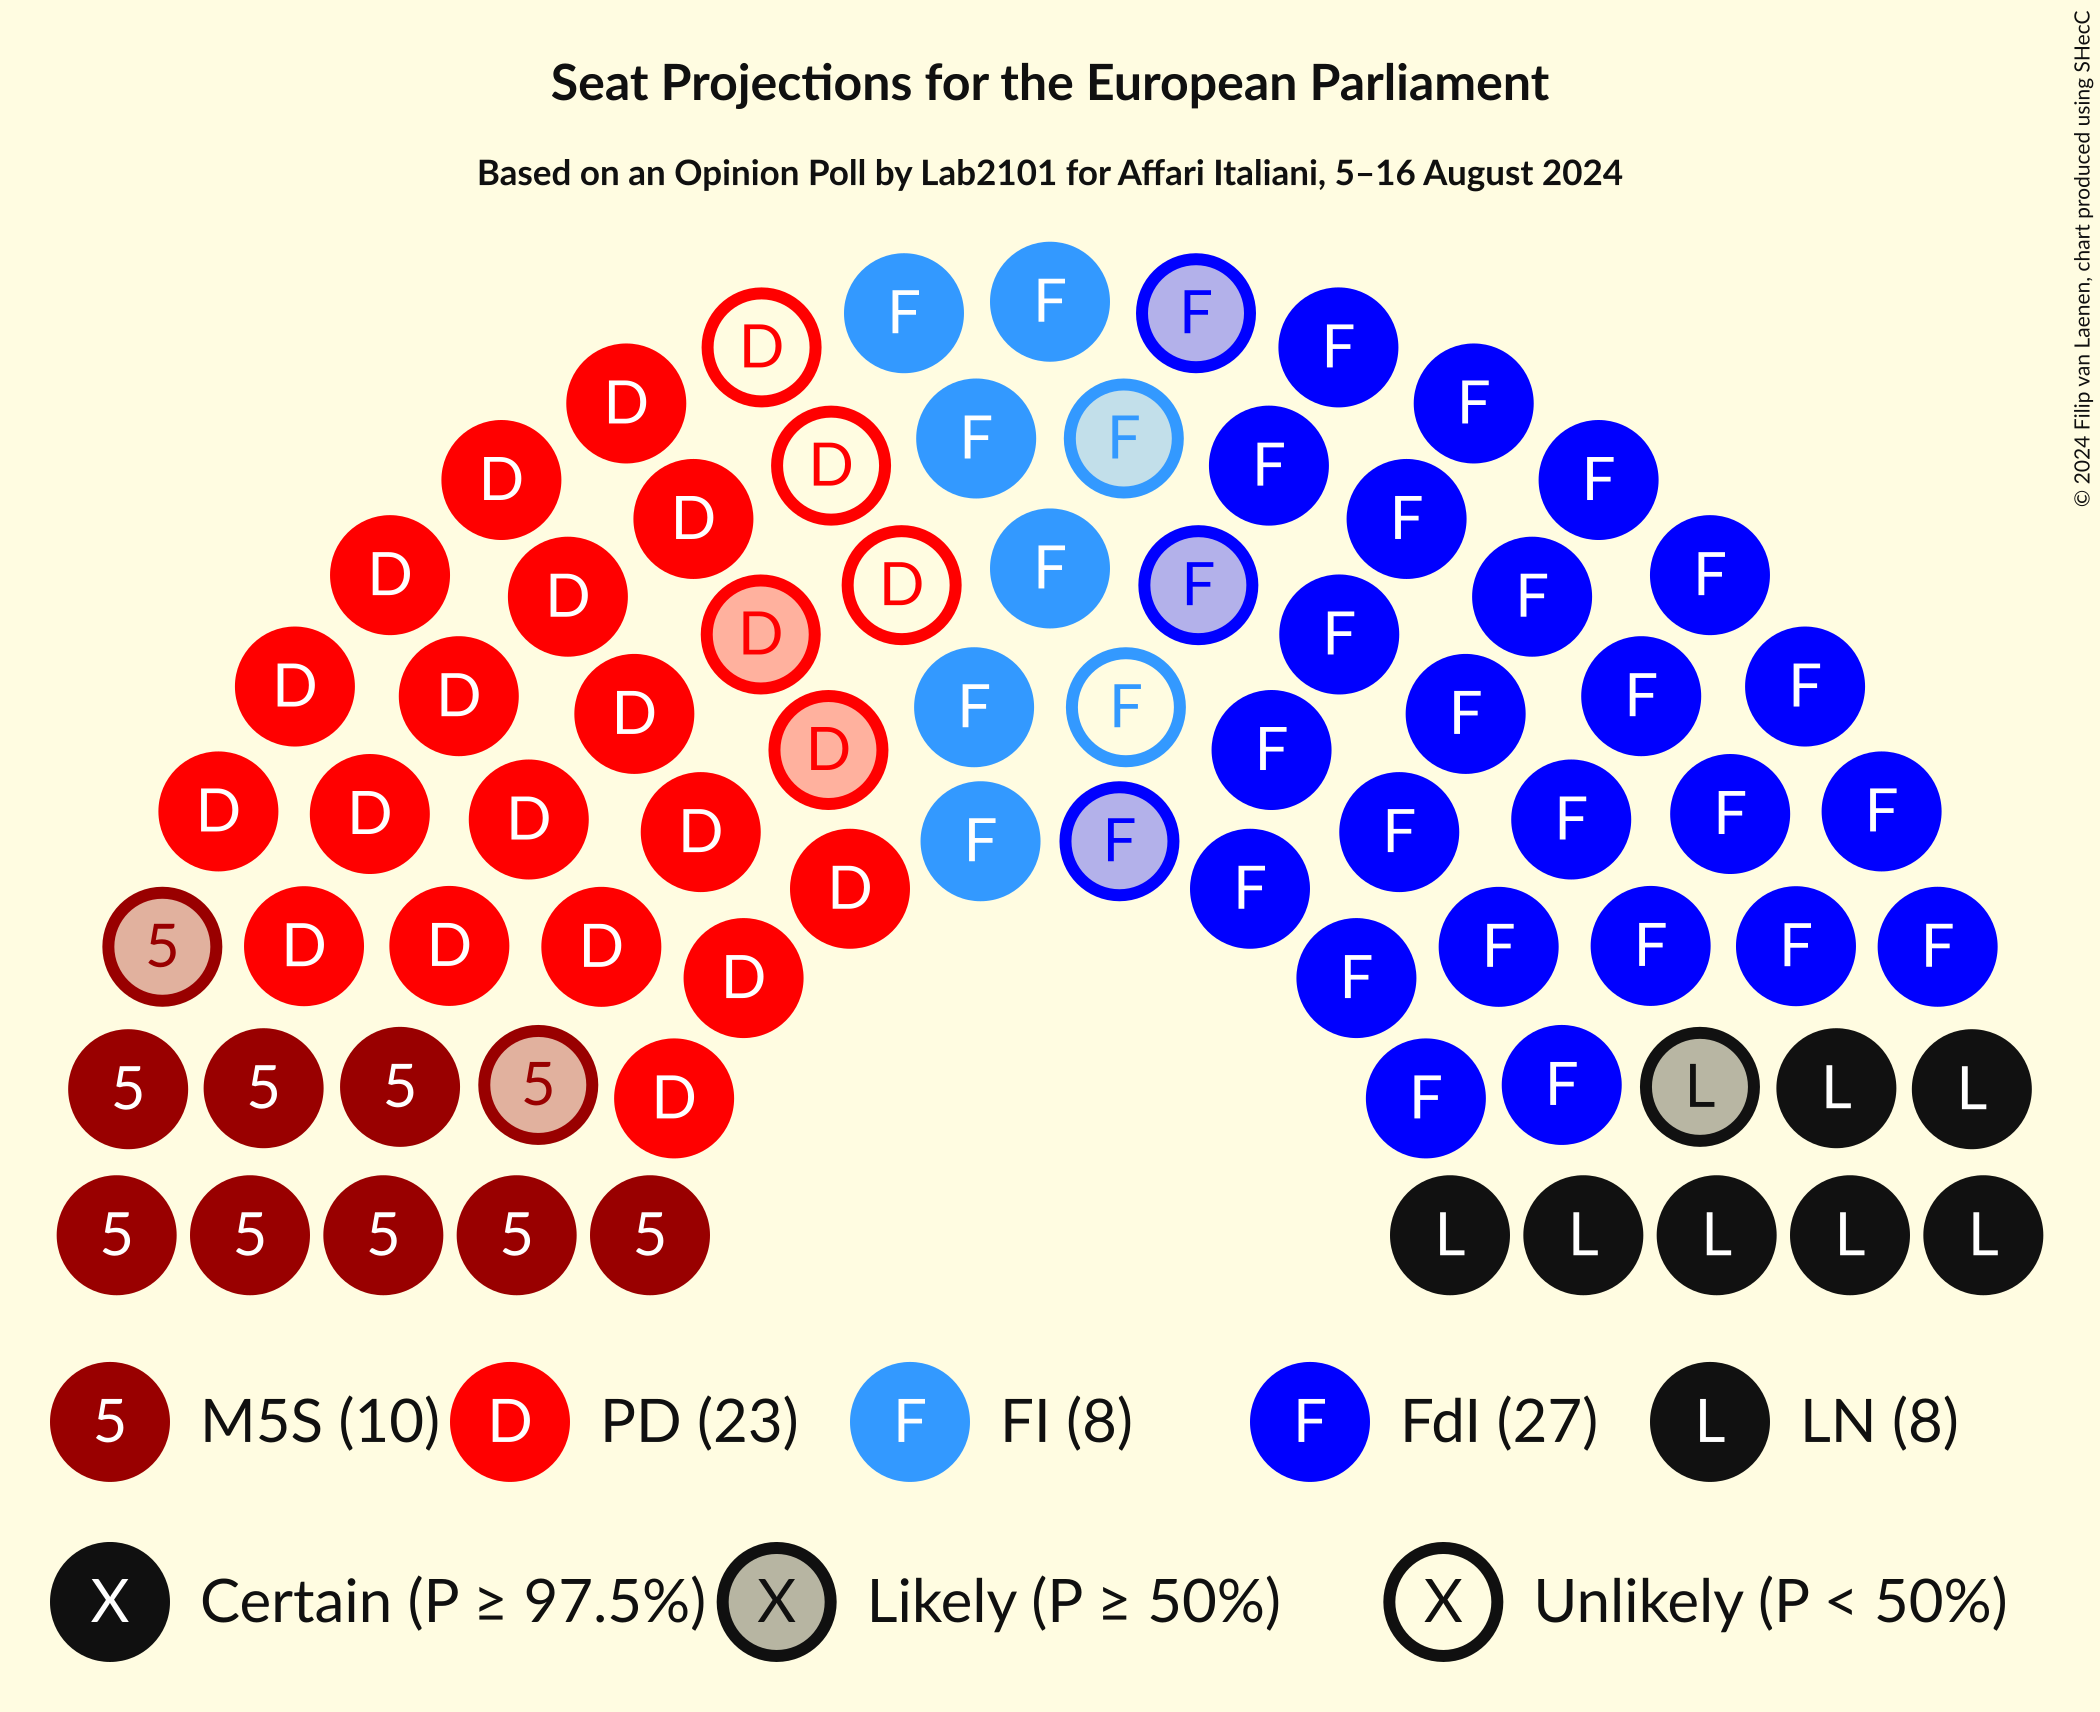 Seat Projections for the European Parliament
Based on an Opinion Poll by Lab2101 for Affari Italiani, 5–16 August 2024
© 2024 Filip van Laenen, chart produced using SHecC
F
D F F
D F D
F F F
D D F F
D F F
D D F F
D D F F
D F
D D F F
D F F F
D D F F
D D D F F F
D F
5 D D D F F F F
D F
5 5 5 5 D F F L L L
5 5 5 5 5 L L L L L
5 M5S (10) D PD (23) F FI (8) F FdI (27) L LN (8)
X Certain (P ≥ 97.5%) X Likely (P ≥ 50%) X Unlikely (P < 50%)